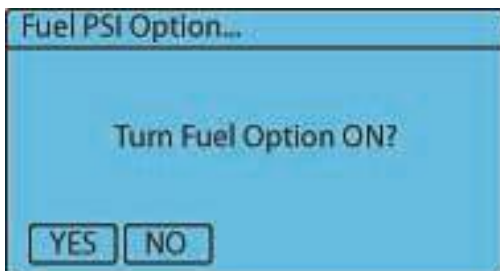 Fuel PSI Option...
Turn Fuel Option ON?
YES NO